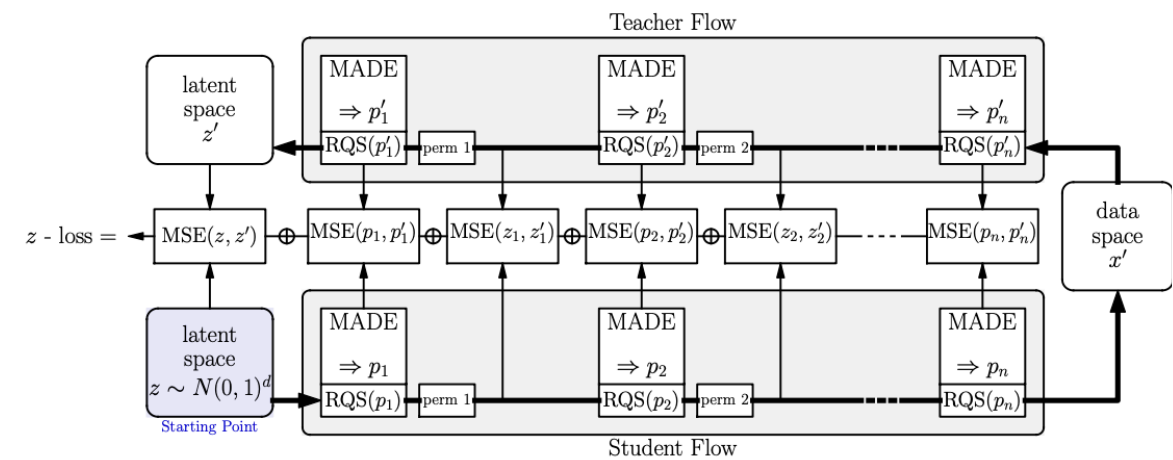 Teacher Flow
latent
space
z′
MADE
⇒ p′₁
RQS(p′₁)
perm 1
MADE
⇒ p′₂
RQS(p′₂)
perm 2
MADE
⇒ p′ₙ
RQS(p′ₙ)
z - loss =
MSE(z, z′)
⊕
MSE(p₁, p′₁)
⊕
MSE(z₁, z′₁)
⊕
MSE(p₂, p′₂)
⊕
MSE(z₂, z′₂)
MSE(pₙ, p′ₙ)
data
space
x′
latent
space
z ∼ N(0, 1)ᵈ
Starting Point
MADE
⇒ p₁
RQS(p₁)
perm 1
MADE
⇒ p₂
RQS(p₂)
perm 2
MADE
⇒ pₙ
RQS(pₙ)
Student Flow